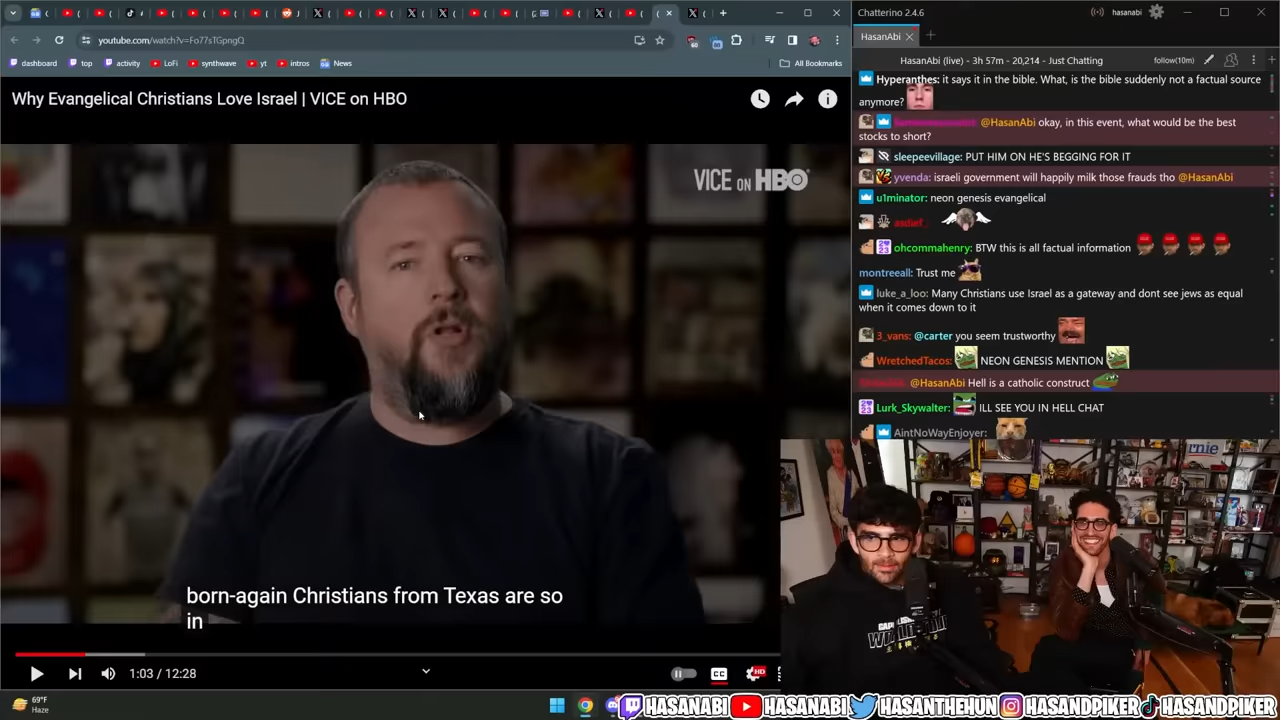 Chatterino 2.4.6
hasanabi
youtube.com/watch?v=Fo77sTGpngQ
HasanAbi
dashboard
top
activity
LoFi
synthwave
yt
intros
News
All Bookmarks
HasanAbi (live) - 3h 57m - 20,214 - Just Chatting
follow(10m)
Why Evangelical Christians Love Israel | VICE on HBO
VICE ON HBO
Hyperanthes: it says it in the bible. What, is the bible suddenly not a factual source
anymore?
@HasanAbi okay, in this event, what would be the best
stocks to short?
sleepeevillage: PUT HIM ON HE'S BEGGING FOR IT
yvenda: israeli government will happily milk those frauds tho @HasanAbi
u1minator: neon genesis evangelical
ohcommahenry: BTW this all factual information
montreeall: Trust me
luke_a_loo: Many Christians use Israel as a gateway and dont see jews as equal
when it comes down to it
3_vans: @carter you seem trustworthy
WretchedTacos: NEON GENESIS MENTION
@HasanAbi Hell is a catholic construct
Lurk_Skywalter: ILL SEE YOU IN HELL CHAT
AintNoWayEnjoyer:
born-again Christians from Texas are so
in
1:03 / 12:28
CC
HD
69°F
Haze
HASANABI
HASANABI
HASANTHEHUN
HASANDPIKER
HASANDPIKER